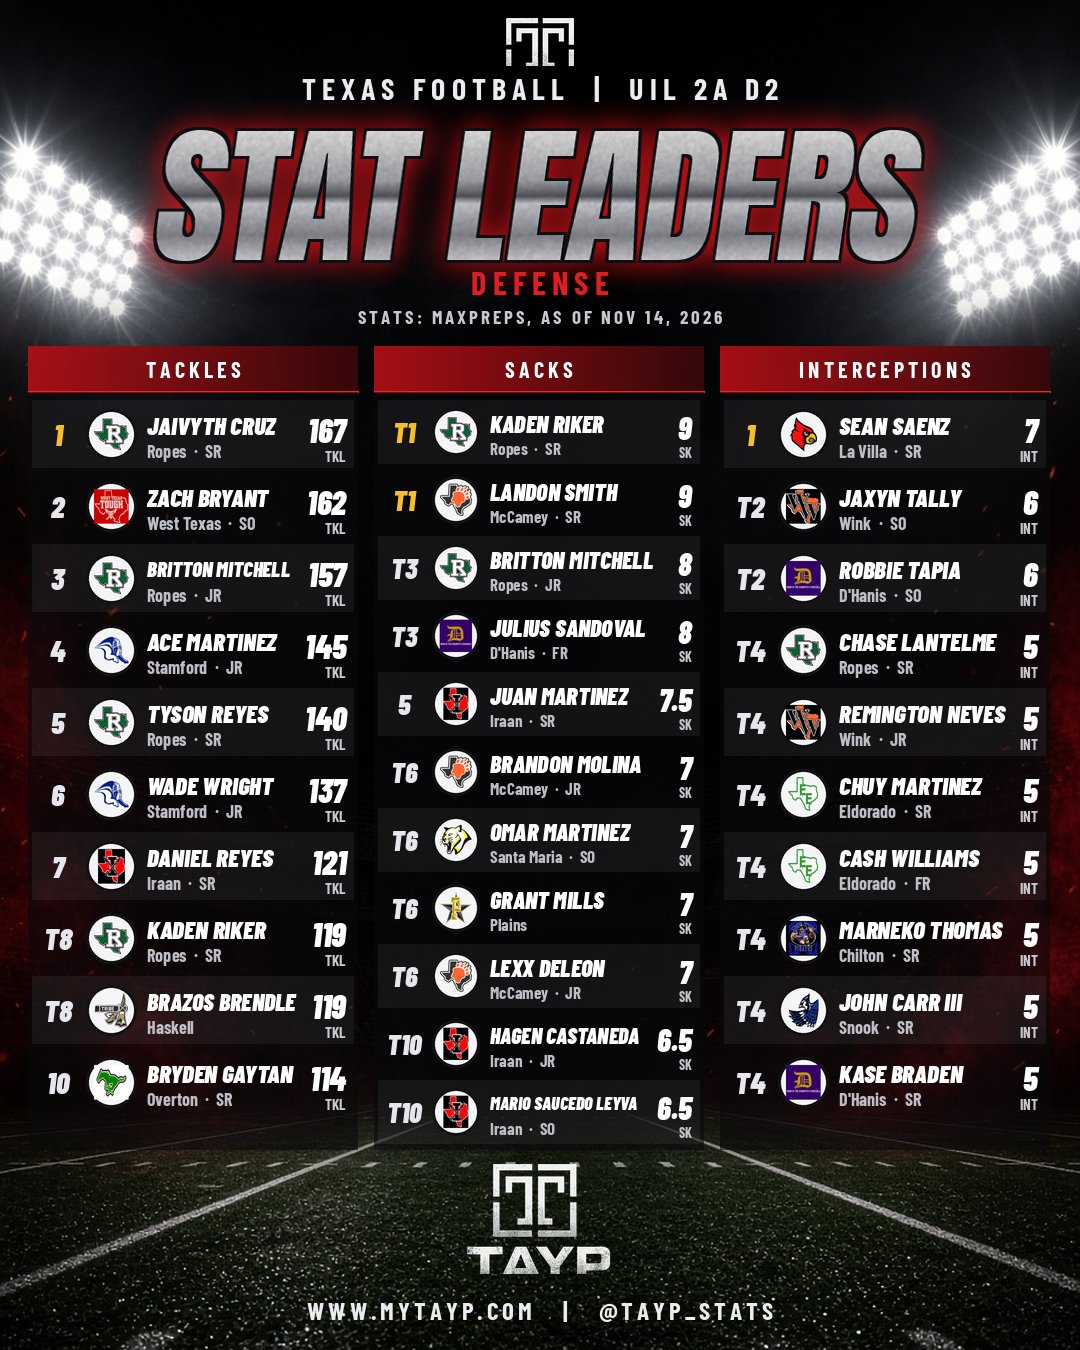 TEXAS FOOTBALL | UIL 2A D2
STAT LEADERS
DEFENSE
STATS: MAXPREPS, AS OF NOV 14, 2026
TACKLES
1 JAIVYTH CRUZ 167
Ropes · SR TKL
2 ZACH BRYANT 162
West Texas · SO TKL
3 BRITTON MITCHELL 157
Ropes · JR TKL
4 ACE MARTINEZ 145
Stamford · JR TKL
5 TYSON REYES 140
Ropes · SR TKL
6 WADE WRIGHT 137
Stamford · JR TKL
7 DANIEL REYES 121
Iraan · SR TKL
T8 KADEN RIKER 119
Ropes · SR TKL
T8 BRAZOS BRENDLE 119
Haskell TKL
10 BRYDEN GAYTAN 114
Overton · SR TKL
SACKS
T1 KADEN RIKER 9
Ropes · SR SK
T1 LANDON SMITH 9
McCamey · SR SK
T3 BRITTON MITCHELL 8
Ropes · JR SK
T3 JULIUS SANDOVAL 8
D'Hanis · FR SK
5 JUAN MARTINEZ 7.5
Iraan · SR SK
T6 BRANDON MOLINA 7
McCamey · JR SK
T6 OMAR MARTINEZ 7
Santa Maria · SO SK
T6 GRANT MILLS 7
Plains SK
T6 LEXX DELEON 7
McCamey · JR SK
T10 HAGEN CASTANEDA 6.5
Iraan · JR SK
T10 MARIO SAUCEDO LEYVA 6.5
Iraan · SO SK
INTERCEPTIONS
1 SEAN SAENZ 7
La Villa · SR INT
T2 JAXYN TALLY 6
Wink · SO INT
T2 ROBBIE TAPIA 6
D'Hanis · SO INT
T4 CHASE LANTELME 5
Ropes · SR INT
T4 REMINGTON NEVES 5
Wink · JR INT
T4 CHUY MARTINEZ 5
Eldorado · SR INT
T4 CASH WILLIAMS 5
Eldorado · FR INT
T4 MARNEKO THOMAS 5
Chilton · SR INT
T4 JOHN CARR III 5
Snook · SR INT
T4 KASE BRADEN 5
D'Hanis · SR INT
TAYP
WWW.MYTAYP.COM | @TAYP_STATS